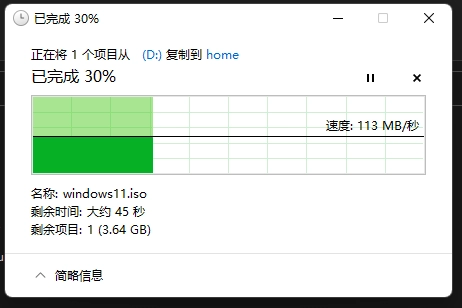 已完成 30%
正在将 1 个项目从 (D:) 复制到 home
已完成 30%
速度: 113 MB/秒
名称: windows11.iso
剩余时间: 大约 45 秒
剩余项目: 1 (3.64 GB)
简略信息